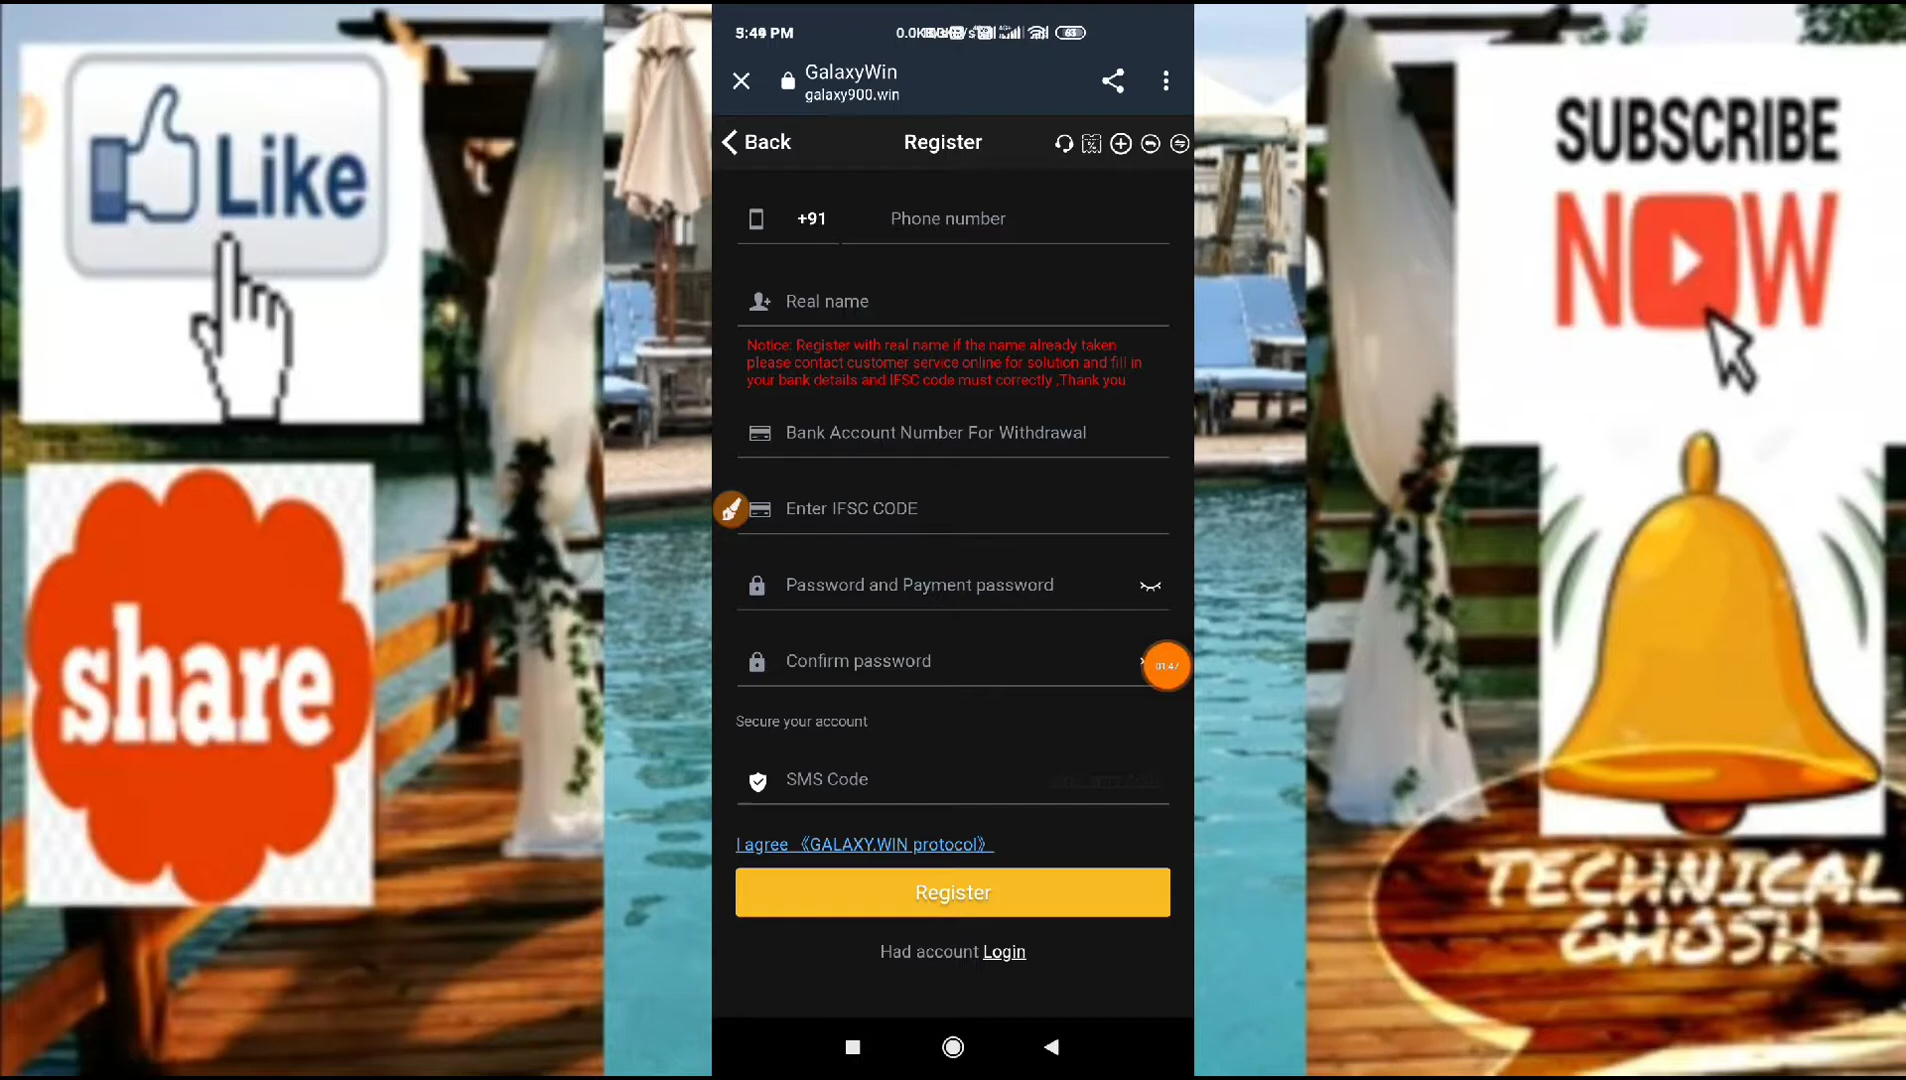 Like
share
GalaxyWin
galaxy900.win
Back
Register
+91
Phone number
Real name
Notice: Register with real name if the name already taken
please contact customer service online for solution and fill in
your bank details and IFSC code must correctly ,Thank you
Bank Account Number For Withdrawal
Enter IFSC CODE
Password and Payment password
Confirm password
01:47
Secure your account
SMS Code
I agree 《GALAXY.WIN protocol》
Register
Had account Login
SUBSCRIBE
NOW
TECHNICAL
GHOSH